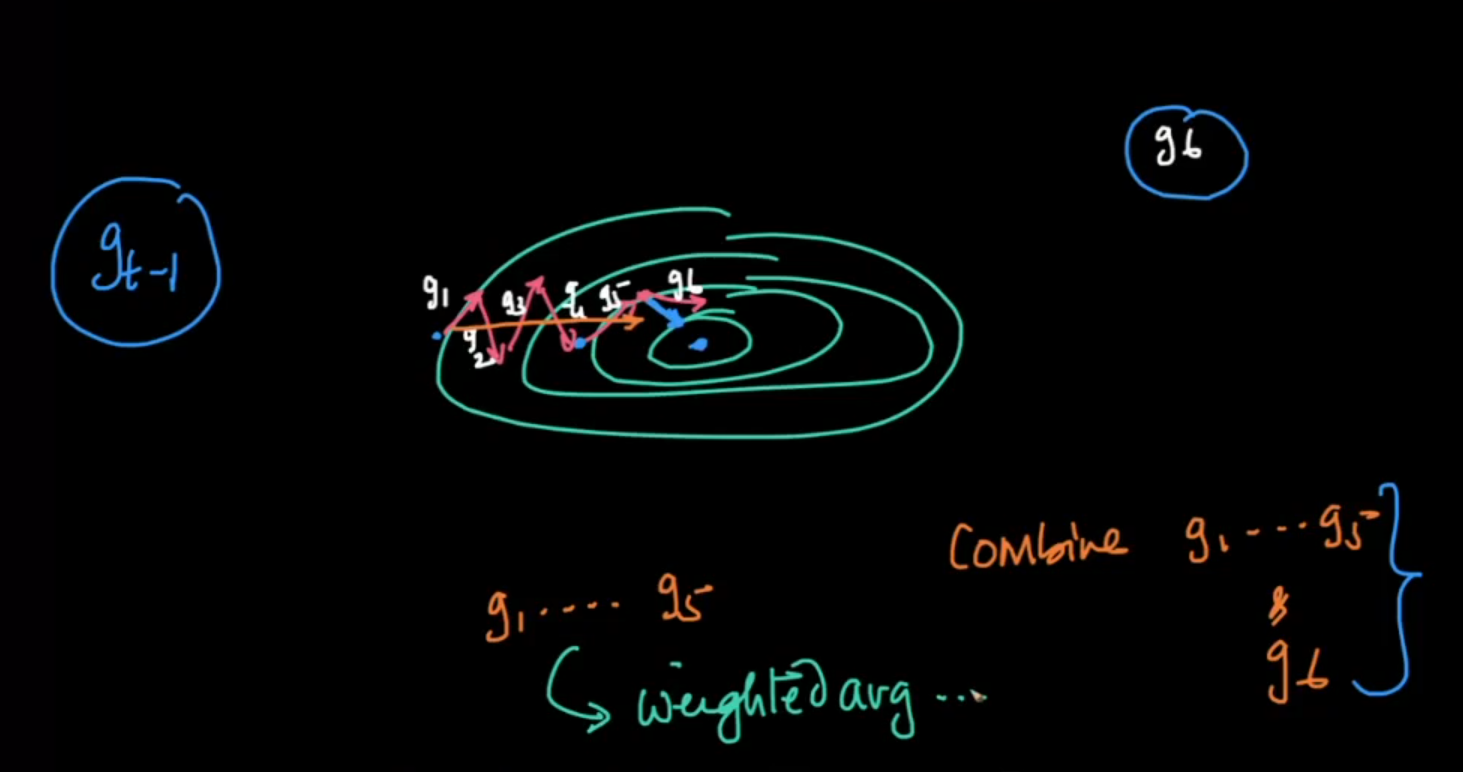 g6
gt-1
g1 g3 g4 g5 g6
g2
Combine g1 .... g5
&
g6
g1 ..... g5
weighted avg ...